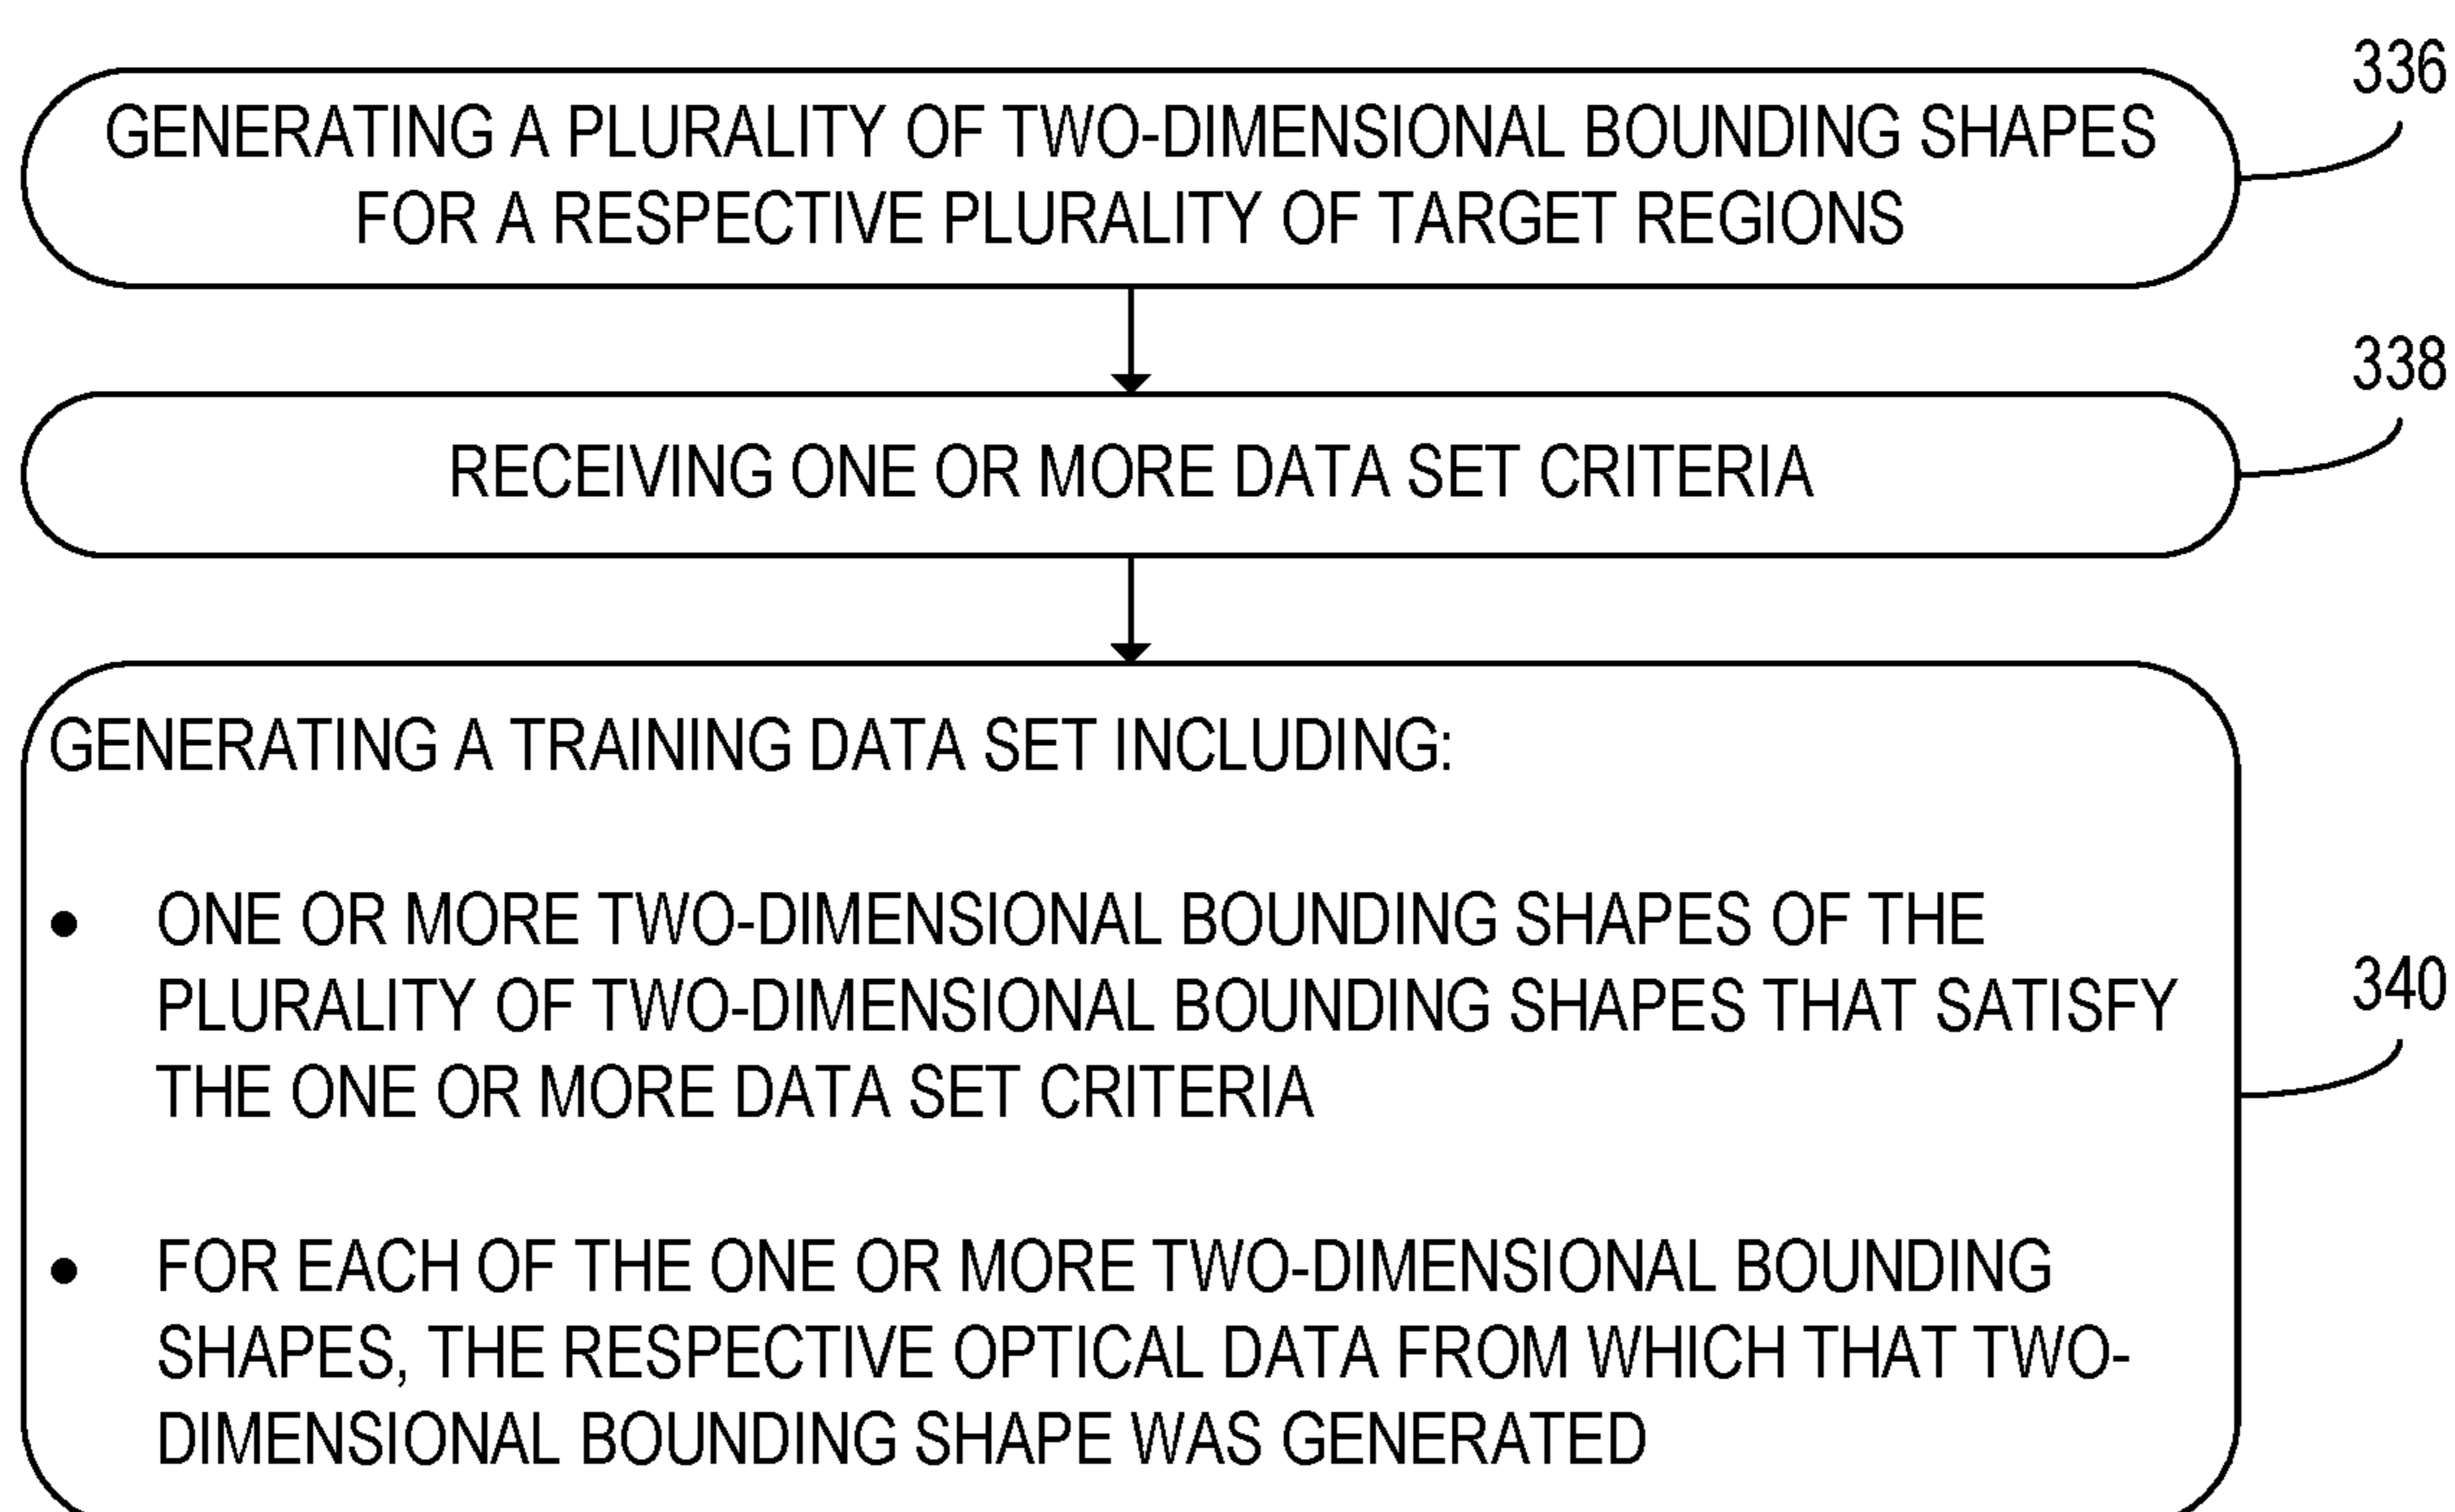 336
GENERATING A PLURALITY OF TWO-DIMENSIONAL BOUNDING SHAPES
FOR A RESPECTIVE PLURALITY OF TARGET REGIONS
338
RECEIVING ONE OR MORE DATA SET CRITERIA
GENERATING A TRAINING DATA SET INCLUDING:
• ONE OR MORE TWO-DIMENSIONAL BOUNDING SHAPES OF THE
PLURALITY OF TWO-DIMENSIONAL BOUNDING SHAPES THAT SATISFY
THE ONE OR MORE DATA SET CRITERIA
340
• FOR EACH OF THE ONE OR MORE TWO-DIMENSIONAL BOUNDING
SHAPES, THE RESPECTIVE OPTICAL DATA FROM WHICH THAT TWO-
DIMENSIONAL BOUNDING SHAPE WAS GENERATED